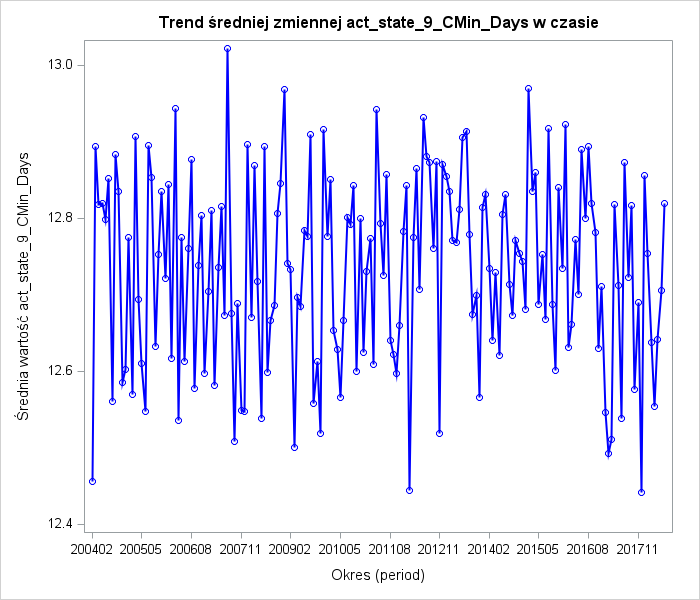 Trend średniej zmiennej act_state_9_CMin_Days w czasie
Średnia wartość act_state_9_CMin_Days
13.0
12.8
12.6
12.4
200402 200505 200608 200711 200902 201005 201108 201211 201402 201505 201608 201711
Okres (period)